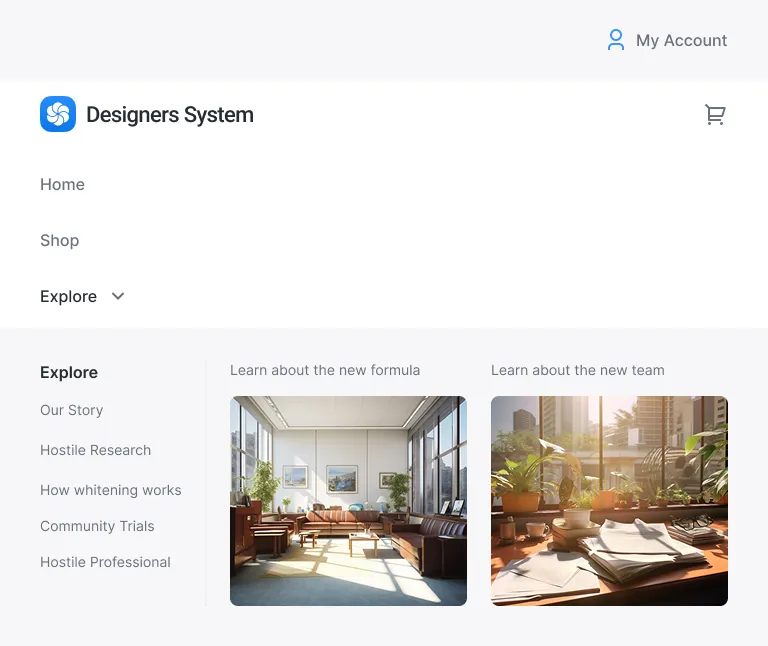 My Account
Designers System
Home
Shop
Explore
Explore
Our Story
Hostile Research
How whitening works
Community Trials
Hostile Professional
Learn about the new formula
Learn about the new team